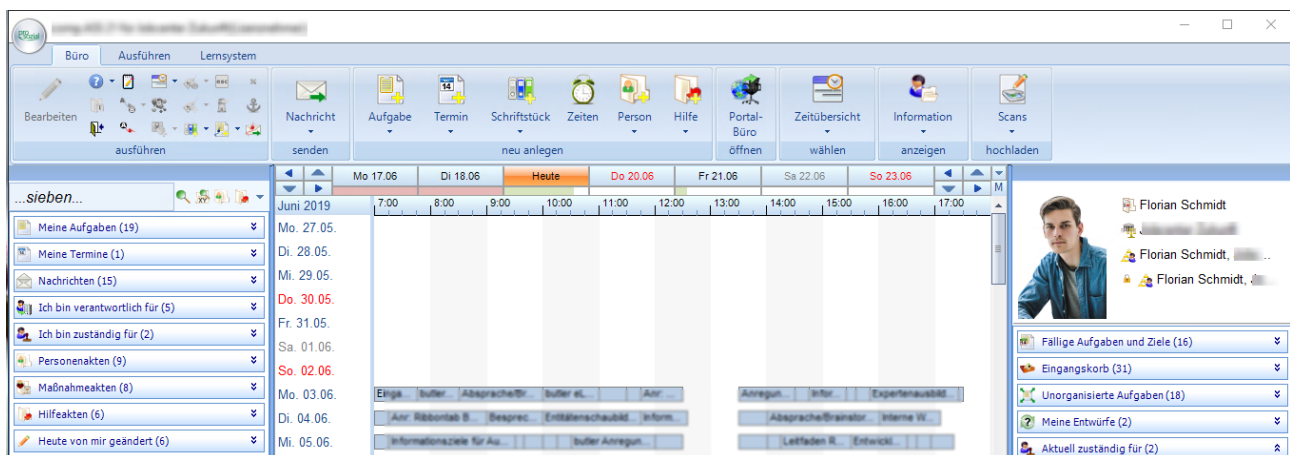 Büro Ausführen Lernsystem
Bearbeiten
ausführen
Nachricht
senden
Aufgabe Termin Schriftstück Zeiten Person Hilfe
neu anlegen
Portal-
Büro
öffnen
Zeitübersicht
wählen
Information
anzeigen
Scans
hochladen
...sieben...
Meine Aufgaben (19)
Meine Termine (1)
Nachrichten (15)
Ich bin verantwortlich für (5)
Ich bin zuständig für (2)
Personenakten (9)
Maßnahmeakten (8)
Hilfeakten (6)
Heute von mir geändert (6)
Mo 17.06 Di 18.06 Heute Do 20.06 Fr 21.06 Sa 22.06 So 23.06
M
Juni 2019 7:00 8:00 9:00 10:00 11:00 12:00 13:00 14:00 15:00 16:00 17:00
Mo. 27.05.
Di. 28.05.
Mi. 29.05.
Do. 30.05.
Fr. 31.05.
Sa. 01.06.
So. 02.06.
Mo. 03.06.
Di. 04.06.
Mi. 05.06.
Florian Schmidt
Florian Schmidt,
Florian Schmidt,
Fällige Aufgaben und Ziele (16)
Eingangskorb (31)
Unorganisierte Aufgaben (18)
Meine Entwürfe (2)
Aktuell zuständig für (2)